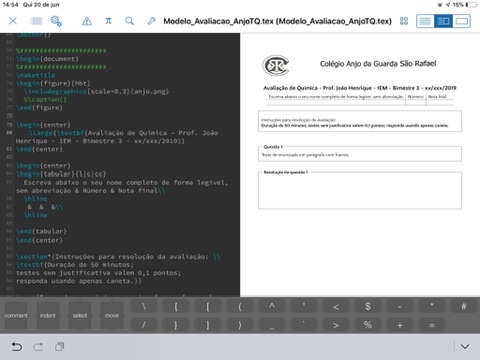 14:54 Qui 20 de jun
15%
Modelo_Avaliacao_AnjoTQ.tex (Modelo_Avaliacao_AnjoTQ.tex)
\author{}
%######################
\begin{document}
%######################
\maketitle
\begin{figure}[hbt]
\includegraphics[scale=0.3]{anjo.png}
%\caption{}
\end{figure}
\begin{center}
\Large{\textbf{Avaliação de Química - Prof. João
Henrique - 1EM - Bimestre 3 - xx/xxx/2019}}
\end{center}
\begin{center}
\begin{tabular}{l|c|cc}
Escreva abaixo o seu nome completo de forma legível,
sem abreviação & Número & Nota final\\
\hline
& & &\\
\hline
\end{tabular}
\end{center}
\section*{Instruções para resolução da avaliação: \\
\textbf{Duração de 50 minutos;
testes sem justificativa valem 0,1 pontos;
responda usando apenas caneta.}}
Colégio Anjo da Guarda São Rafael
Avaliação de Química - Prof. João Henrique - 1EM - Bimestre 3 - xx/xxx/2019
Escreva abaixo o seu nome completo de forma legível, sem abreviação Número Nota final
Instruções para resolução da avaliação:
Duração de 50 minutos; testes sem justificativa valem 0,1 pontos; responda usando apenas caneta.
Questão 1
Teste de enunciado em parágrafo com frames.
Resolução da questão 1
comment indent select move
\ { [ ( ^ ' < $ - " #
/ } ] ) _ ` > % + =